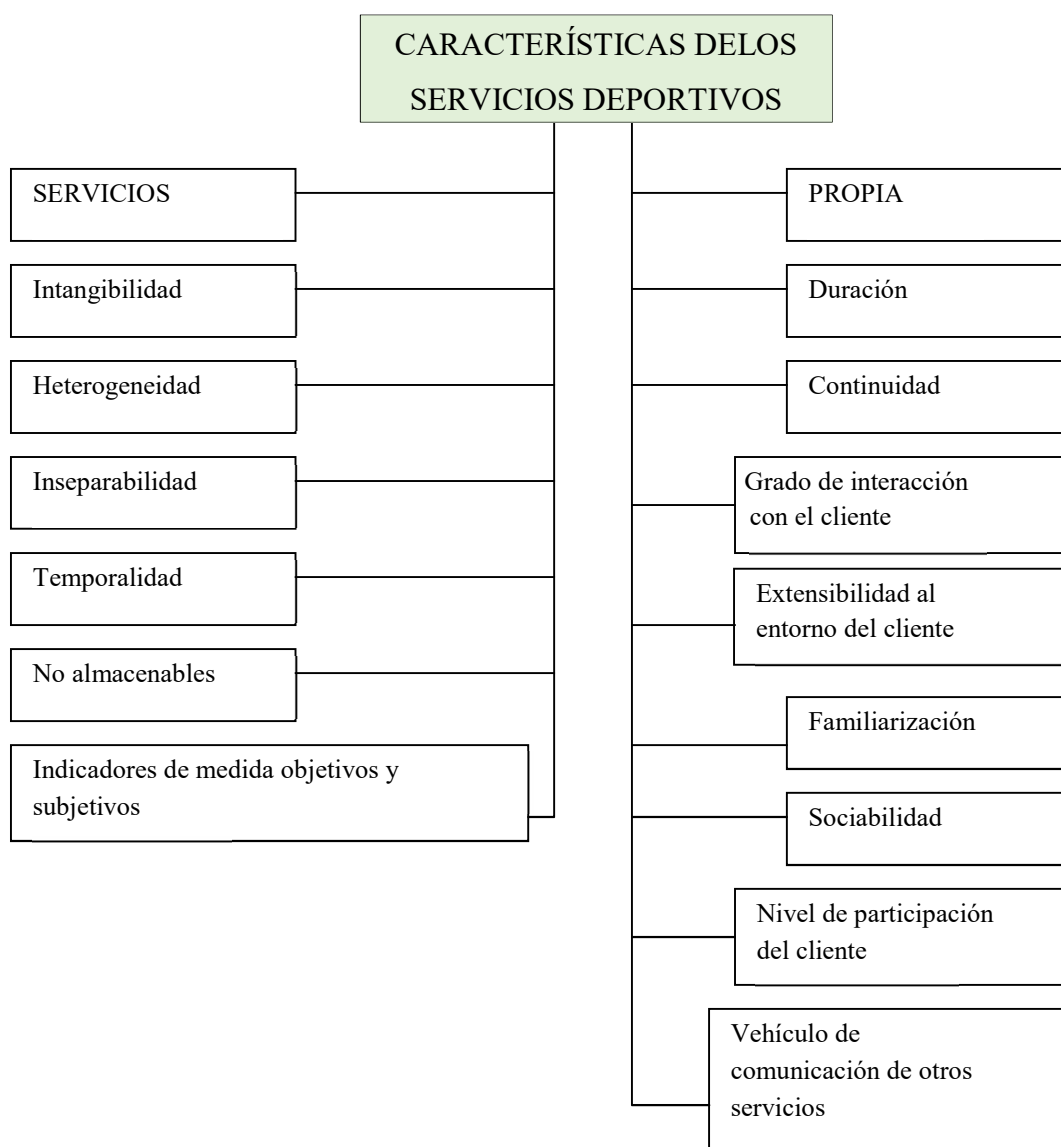 CARACTERÍSTICAS DELOS
SERVICIOS DEPORTIVOS
SERVICIOS
Intangibilidad
Heterogeneidad
Inseparabilidad
Temporalidad
No almacenables
Indicadores de medida objetivos y
subjetivos
PROPIA
Duración
Continuidad
Grado de interacción
con el cliente
Extensibilidad al
entorno del cliente
Familiarización
Sociabilidad
Nivel de participación
del cliente
Vehículo de
comunicación de otros
servicios